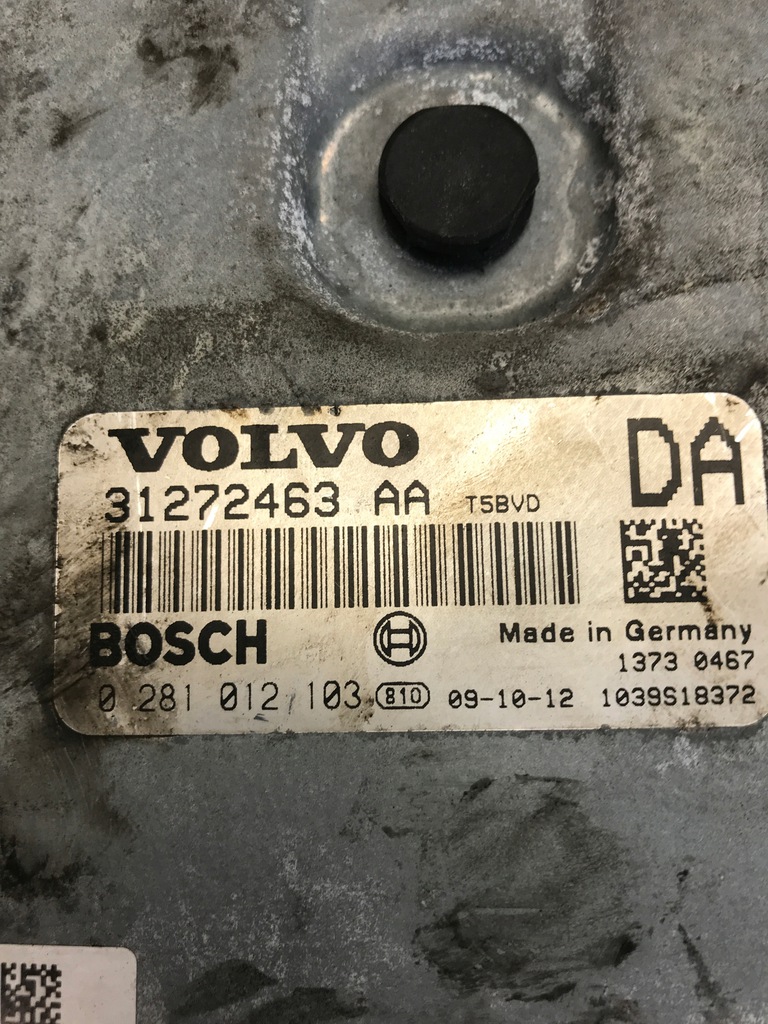 VOLVO
DA
31272463 AA T5BVD
BOSCH
Made in Germany
1373 0467
0 281 012 103 810 09-10-12 1039S18372